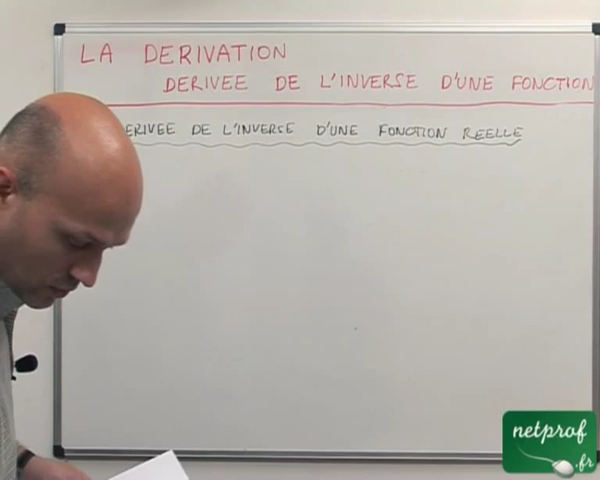 LA DERIVATION
DERIVEE DE L'INVERSE D'UNE FONCTION
ERIVEE DE L'INVERSE D'UNE FONCTION REELLE
netprof
.fr